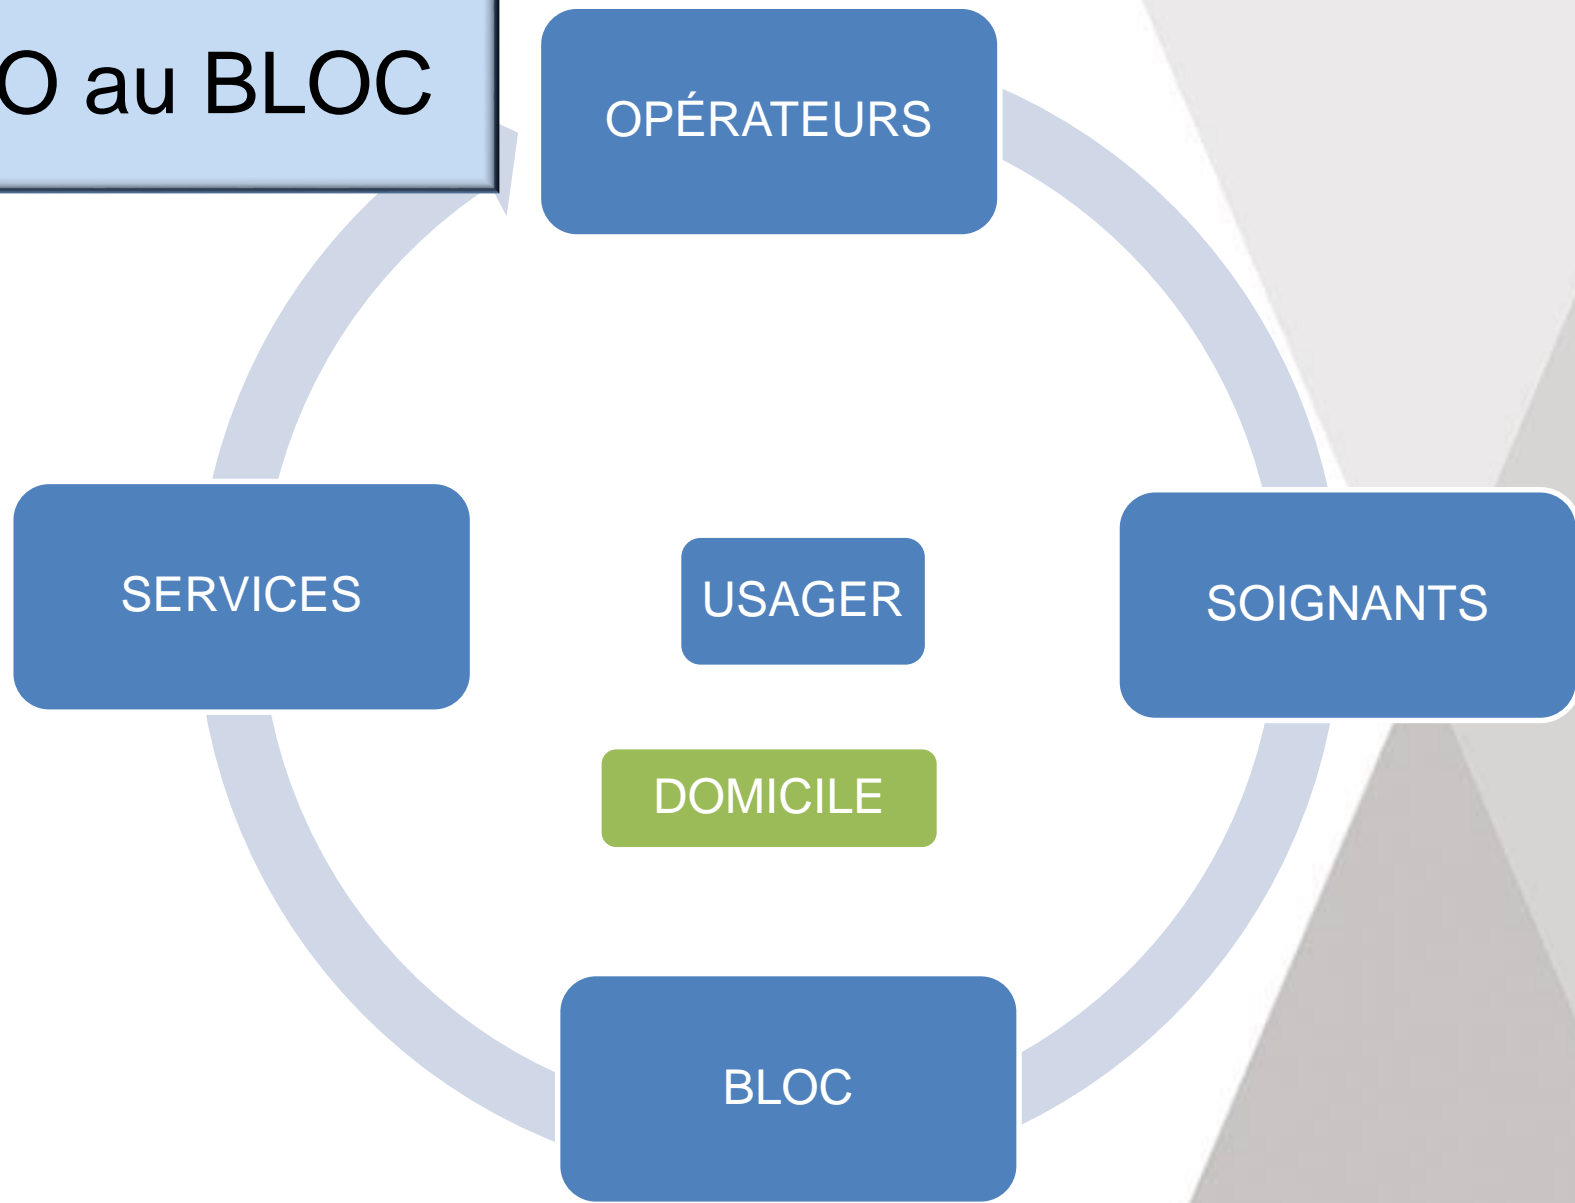 O au BLOC
OPÉRATEURS
SERVICES
USAGER
SOIGNANTS
DOMICILE
BLOC